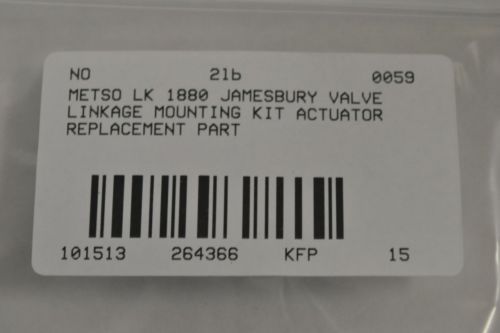 NO 21b 0059
METSO LK 1880 JAMESBURY VALVE
LINKAGE MOUNTING KIT ACTUATOR
REPLACEMENT PART
101513 264366 KFP 15